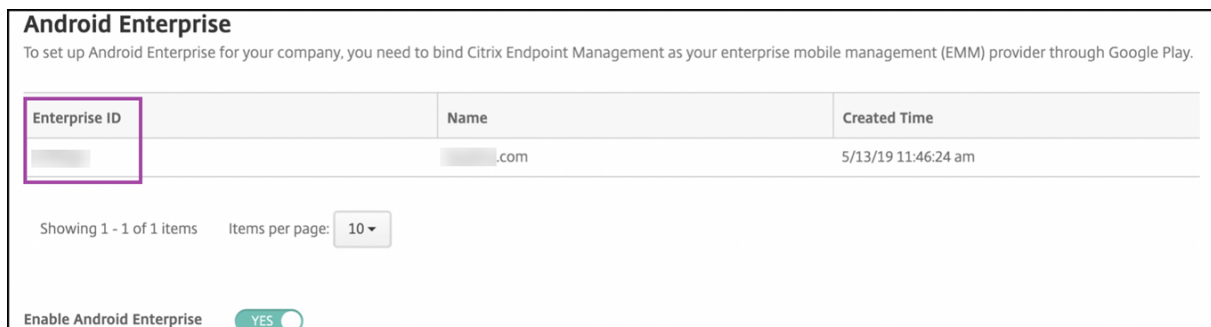 Android Enterprise
To set up Android Enterprise for your company, you need to bind Citrix Endpoint Management as your enterprise mobile management (EMM) provider through Google Play.
Enterprise ID Name Created Time
.com 5/13/19 11:46:24 am
Showing 1 - 1 of 1 items Items per page: 10
Enable Android Enterprise YES